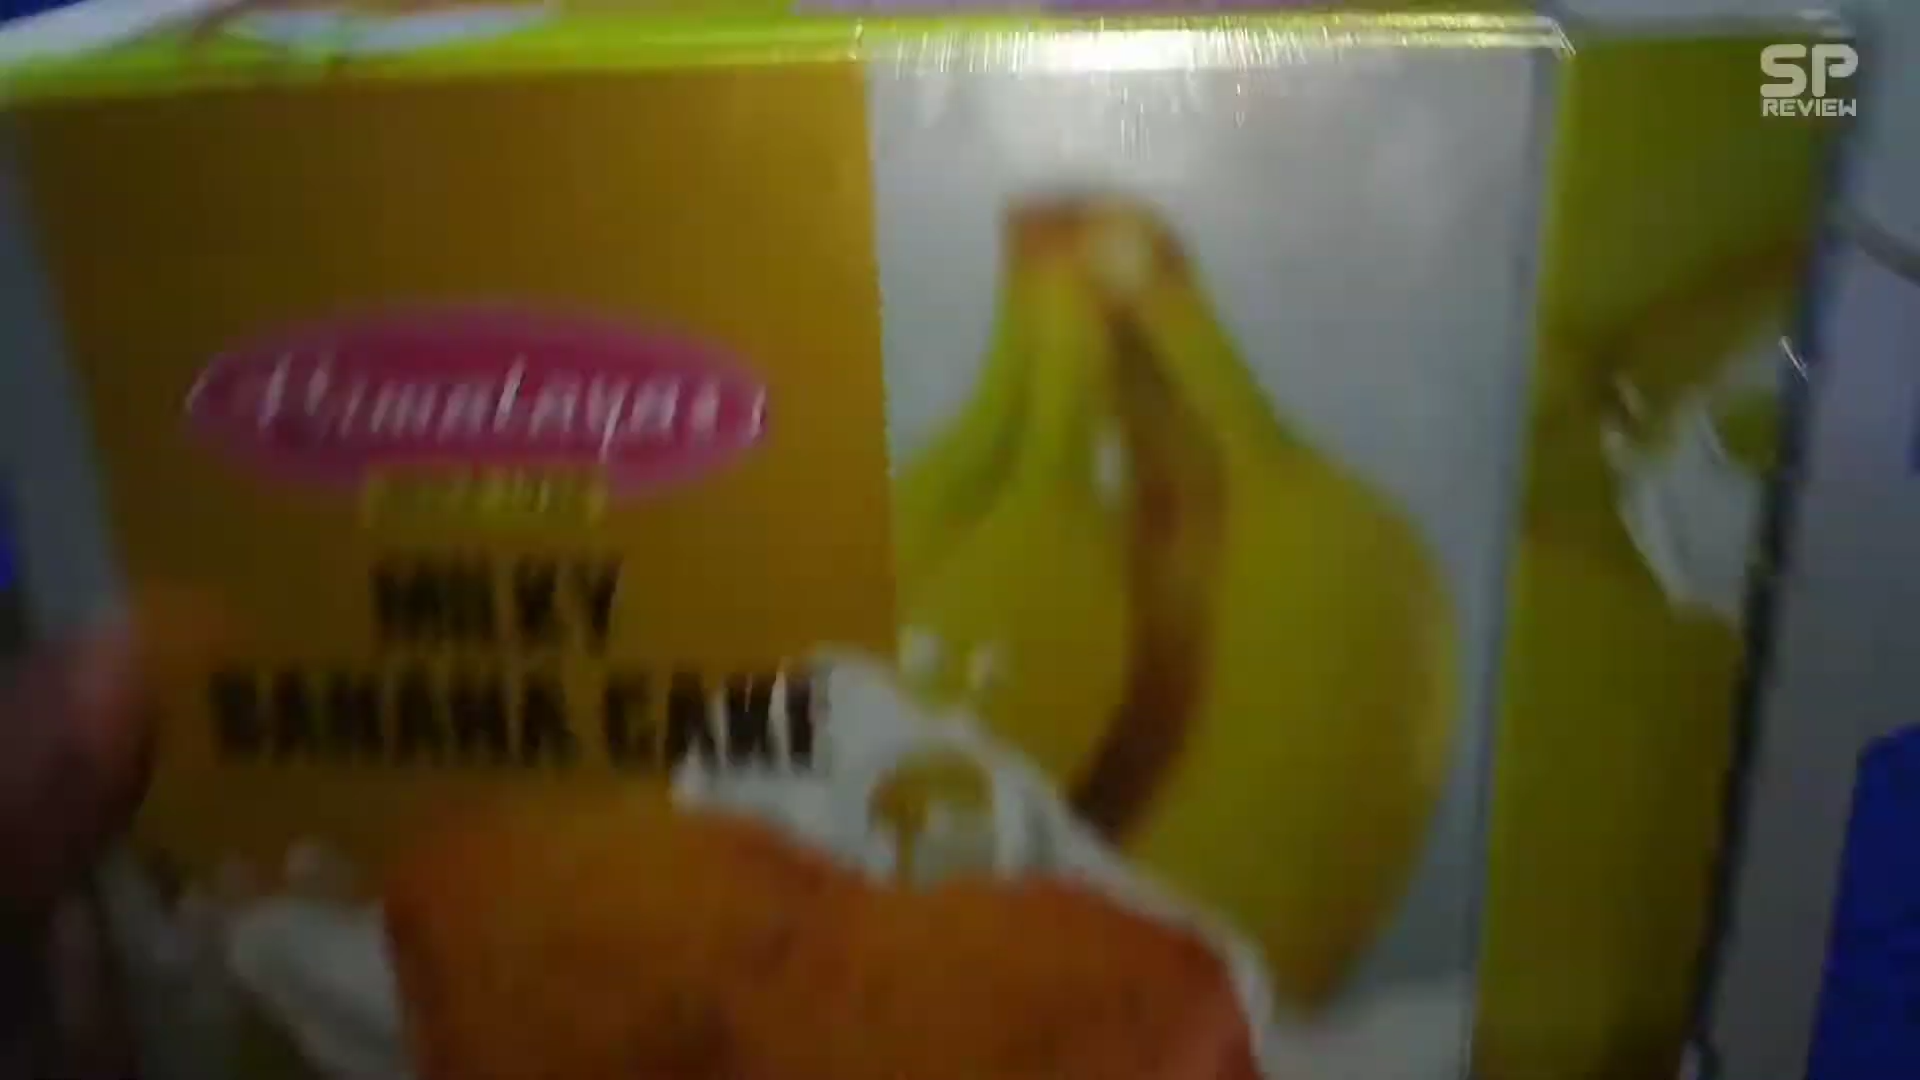 SP
REVIEW
Himalayas
MILKY
BANANA CAKE